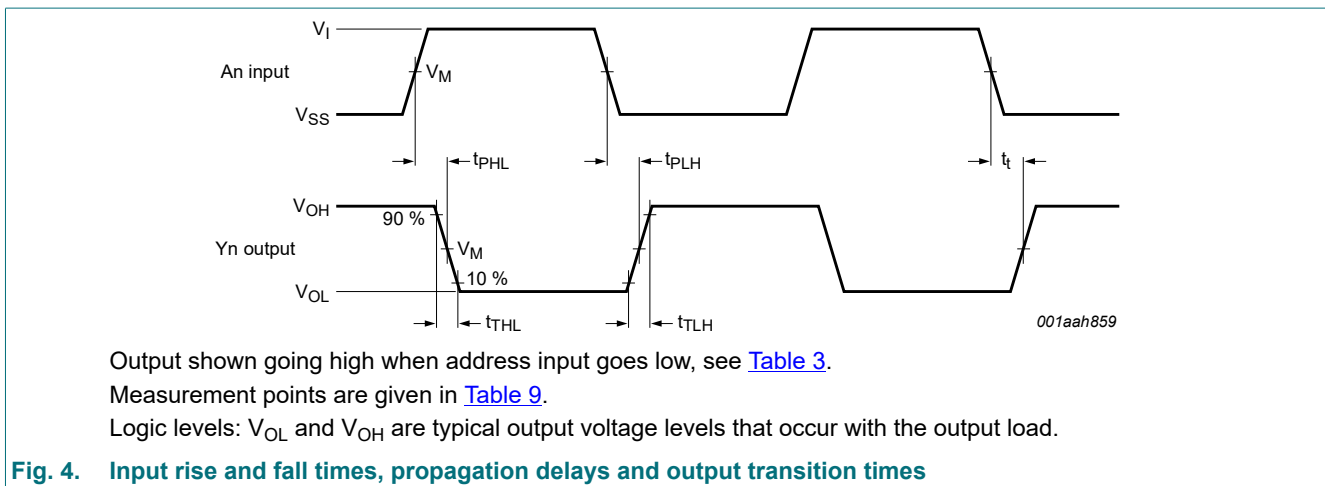 V_I
An input
V_M
V_SS
t_PHL
t_PLH
t_t
V_OH
90 %
Yn output
V_M
10 %
V_OL
t_THL
t_TLH
001aah859
Output shown going high when address input goes low, see Table 3.
Measurement points are given in Table 9.
Logic levels: V_OL and V_OH are typical output voltage levels that occur with the output load.
Fig. 4. Input rise and fall times, propagation delays and output transition times